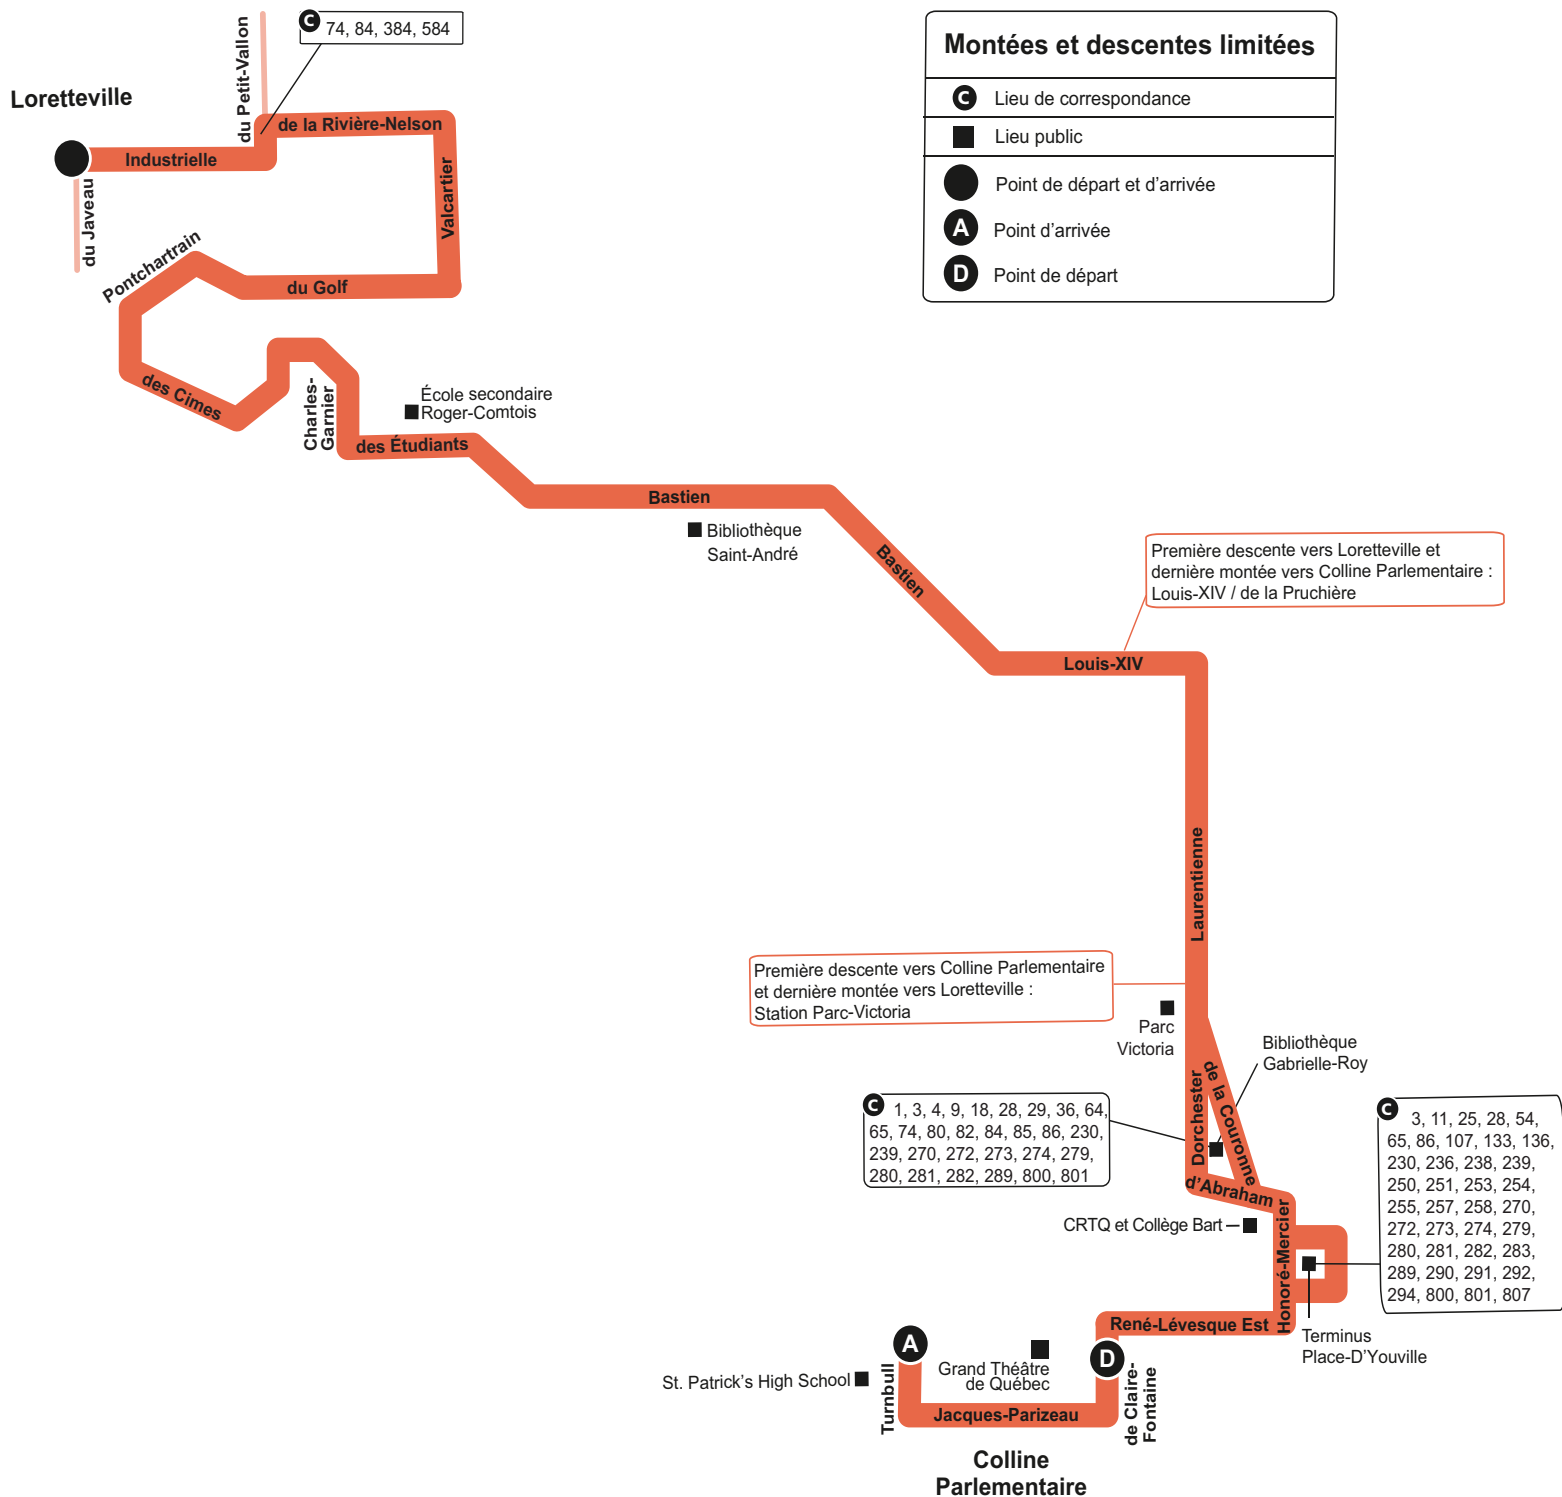 C 74, 84, 384, 584
Montées et descentes limitées
C Lieu de correspondance
Lieu public
Point de départ et d'arrivée
A Point d'arrivée
D Point de départ
Loretteville
du Petit-Vallon
de la Rivière-Nelson
Industrielle
du Javeau
Valcartier
Pontchartrain
du Golf
des Cimes
Charles-
Garnier
École secondaire
Roger-Comtois
des Étudiants
Bastien
Bibliothèque
Saint-André
Bastien
Première descente vers Loretteville et
dernière montée vers Colline Parlementaire :
Louis-XIV / de la Pruchière
Louis-XIV
Laurentienne
Première descente vers Colline Parlementaire
et dernière montée vers Loretteville :
Station Parc-Victoria
Parc
Victoria
Bibliothèque
Gabrielle-Roy
Dorchester
de la Couronne
C 1, 3, 4, 9, 18, 28, 29, 36, 64,
65, 74, 80, 82, 84, 85, 86, 230,
239, 270, 272, 273, 274, 279,
280, 281, 282, 289, 800, 801
C 3, 11, 25, 28, 54,
65, 86, 107, 133, 136,
230, 236, 238, 239,
250, 251, 253, 254,
255, 257, 258, 270,
272, 273, 274, 279,
280, 281, 282, 283,
289, 290, 291, 292,
294, 800, 801, 807
d'Abraham
CRTQ et Collège Bart
Honoré-Mercier
René-Lévesque Est
Terminus
Place-D'Youville
A
D
Grand Théâtre
de Québec
St. Patrick's High School
Turnbull
Jacques-Parizeau
de Claire-
Fontaine
Colline
Parlementaire